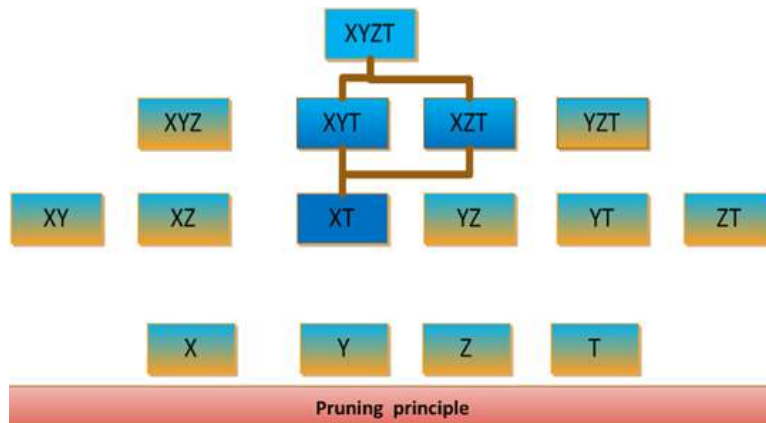 XYZT
XYZ XYT XZT YZT
XY XZ XT YZ YT ZT
X Y Z T
Pruning principle